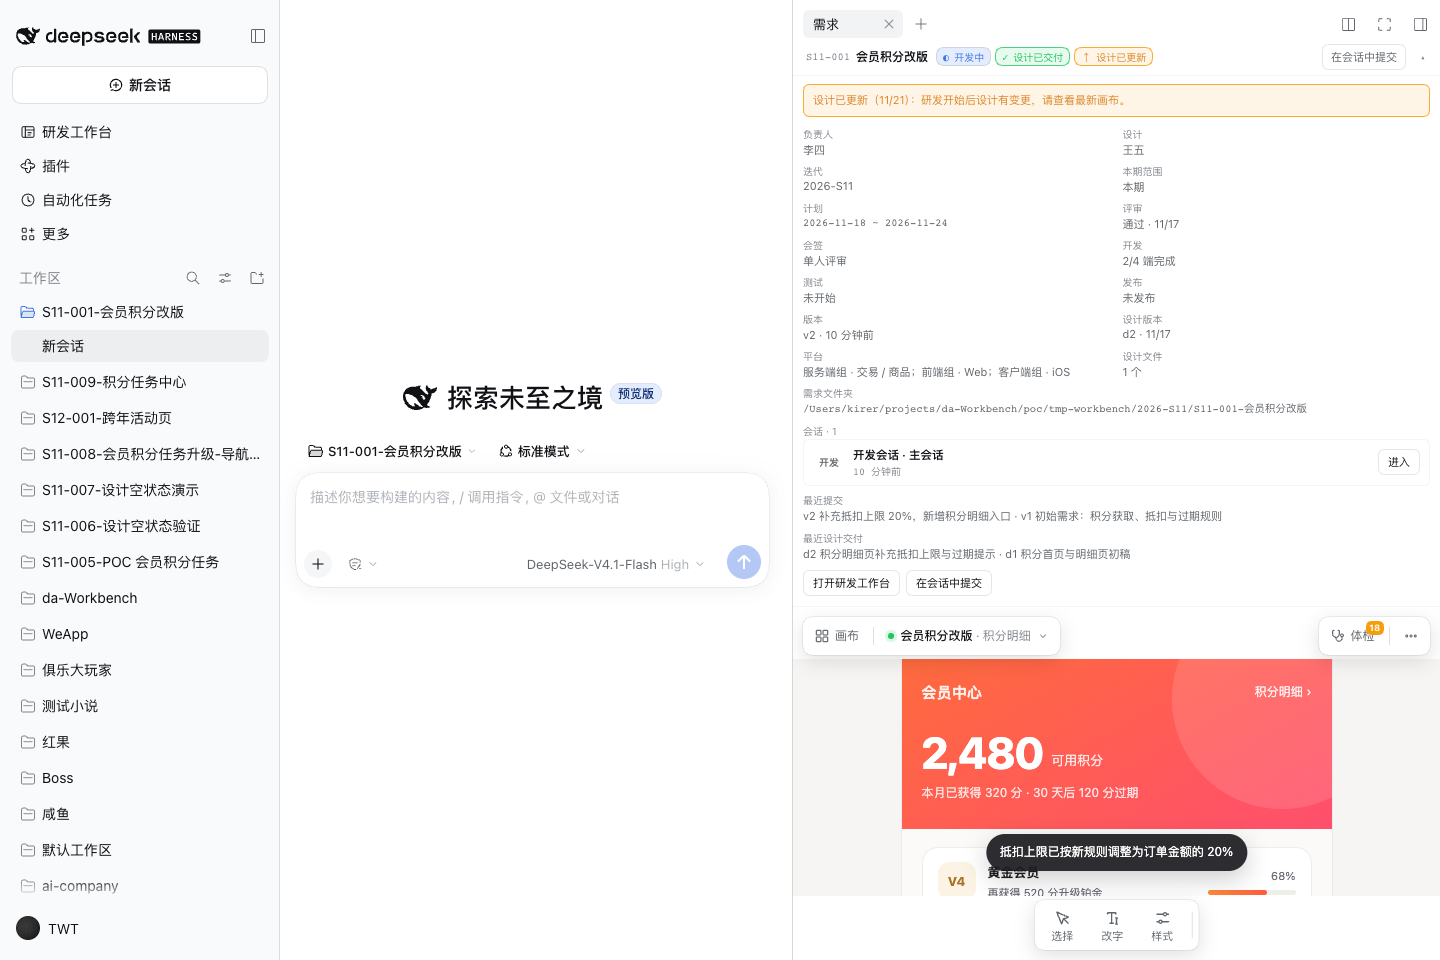 deepseek HARNESS
新会话
研发工作台
插件
自动化任务
更多
工作区
S11-001-会员积分改版
新会话
S11-009-积分任务中心
S12-001-跨年活动页
S11-008-会员积分任务升级-导航...
S11-007-设计空状态演示
S11-006-设计空状态验证
S11-005-POC 会员积分任务
da-Workbench
WeApp
俱乐大玩家
测试小说
红果
Boss
咸鱼
默认工作区
ai-company
TWT
探索未至之境 预览版
S11-001-会员积分改版 标准模式
描述你想要构建的内容, / 调用指令, @ 文件或对话
DeepSeek-V4.1-Flash High
需求
S11-001 会员积分改版 开发中 ✓ 设计已交付 ↑ 设计已更新 在会话中提交
设计已更新（11/21）：研发开始后设计有变更，请查看最新画布。
负责人 设计
李四 王五
迭代 本期范围
2026-S11 本期
计划 评审
2026-11-18 ~ 2026-11-24 通过 · 11/17
会签 开发
单人评审 2/4 端完成
测试 发布
未开始 未发布
版本 设计版本
v2 · 10 分钟前 d2 · 11/17
平台 设计文件
服务端组 · 交易 / 商品；前端组 · Web；客户端组 · iOS 1 个
需求文件夹
/Users/kirer/projects/da-Workbench/poc/tmp-workbench/2026-S11/S11-001-会员积分改版
会话 · 1
开发 开发会话 · 主会话 进入
10 分钟前
最近提交
v2 补充抵扣上限 20%，新增积分明细入口 · v1 初始需求：积分获取、抵扣与过期规则
最近设计交付
d2 积分明细页补充抵扣上限与过期提示 · d1 积分首页与明细页初稿
打开研发工作台 在会话中提交
画布 会员积分改版 · 积分明细 体检 18
会员中心 积分明细 ›
2,480 可用积分
本月已获得 320 分 · 30 天后 120 分过期
抵扣上限已按新规则调整为订单金额的 20%
V4 黄金会员 68%
再获得 520 分升级铂金
选择 改字 样式